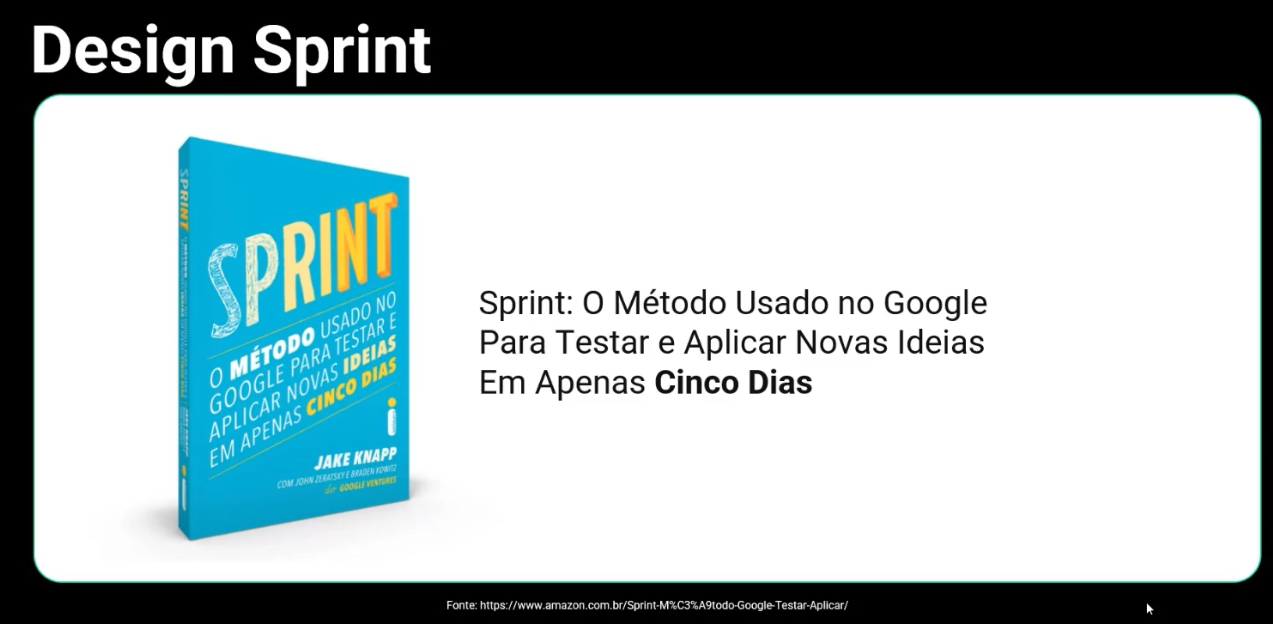 Design Sprint
SPRINT
O MÉTODO USADO NO
GOOGLE PARA TESTAR E
APLICAR NOVAS IDEIAS
EM APENAS CINCO DIAS
JAKE KNAPP
COM JOHN ZERATSKY E BRADEN KOWITZ
do GOOGLE VENTURES
SPRINT
Sprint: O Método Usado no Google
Para Testar e Aplicar Novas Ideias
Em Apenas Cinco Dias
Fonte: https://www.amazon.com.br/Sprint-M%C3%A9todo-Google-Testar-Aplicar/